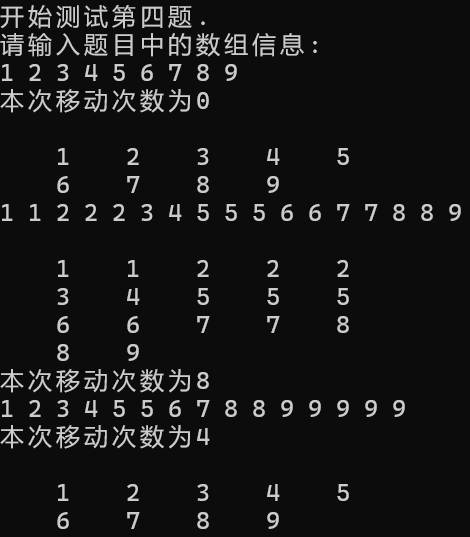 开始测试第四题.
请输入题目中的数组信息:
1 2 3 4 5 6 7 8 9
本次移动次数为0
1 2 3 4 5
6 7 8 9
1 1 2 2 2 3 4 5 5 5 6 6 7 7 8 8 9
1 1 2 2 2
3 4 5 5 5
6 6 7 7 8
8 9
本次移动次数为8
1 2 3 4 5 5 6 7 8 8 9 9 9 9 9
本次移动次数为4
1 2 3 4 5
6 7 8 9